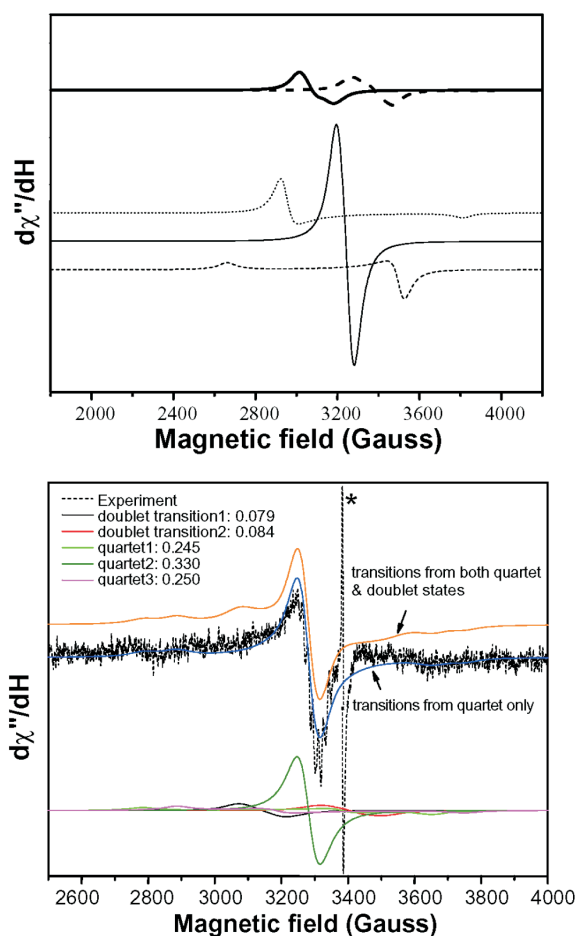 dχ"/dH
2000 2400 2800 3200 3600 4000
Magnetic field (Gauss)
Experiment
doublet transition1: 0.079
doublet transition2: 0.084
quartet1: 0.245
quartet2: 0.330
quartet3: 0.250
*
transitions from both quartet
& doublet states
transitions from quartet only
dχ"/dH
2600 2800 3000 3200 3400 3600 3800 4000
Magnetic field (Gauss)